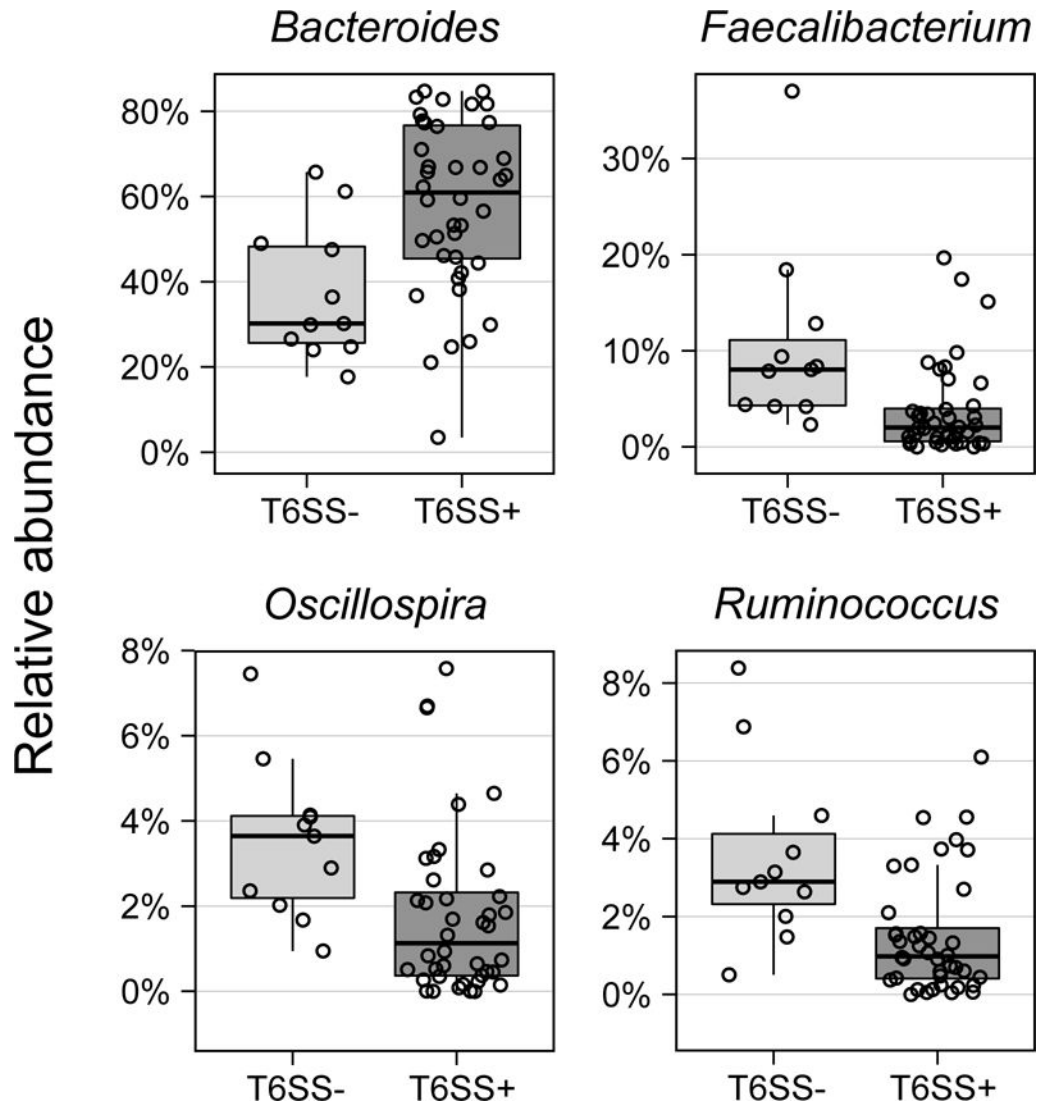 Relative abundance
Bacteroides
80%
60%
40%
20%
0%
T6SS- T6SS+
Faecalibacterium
30%
20%
10%
0%
T6SS- T6SS+
Oscillospira
8%
6%
4%
2%
0%
T6SS- T6SS+
Ruminococcus
8%
6%
4%
2%
0%
T6SS- T6SS+